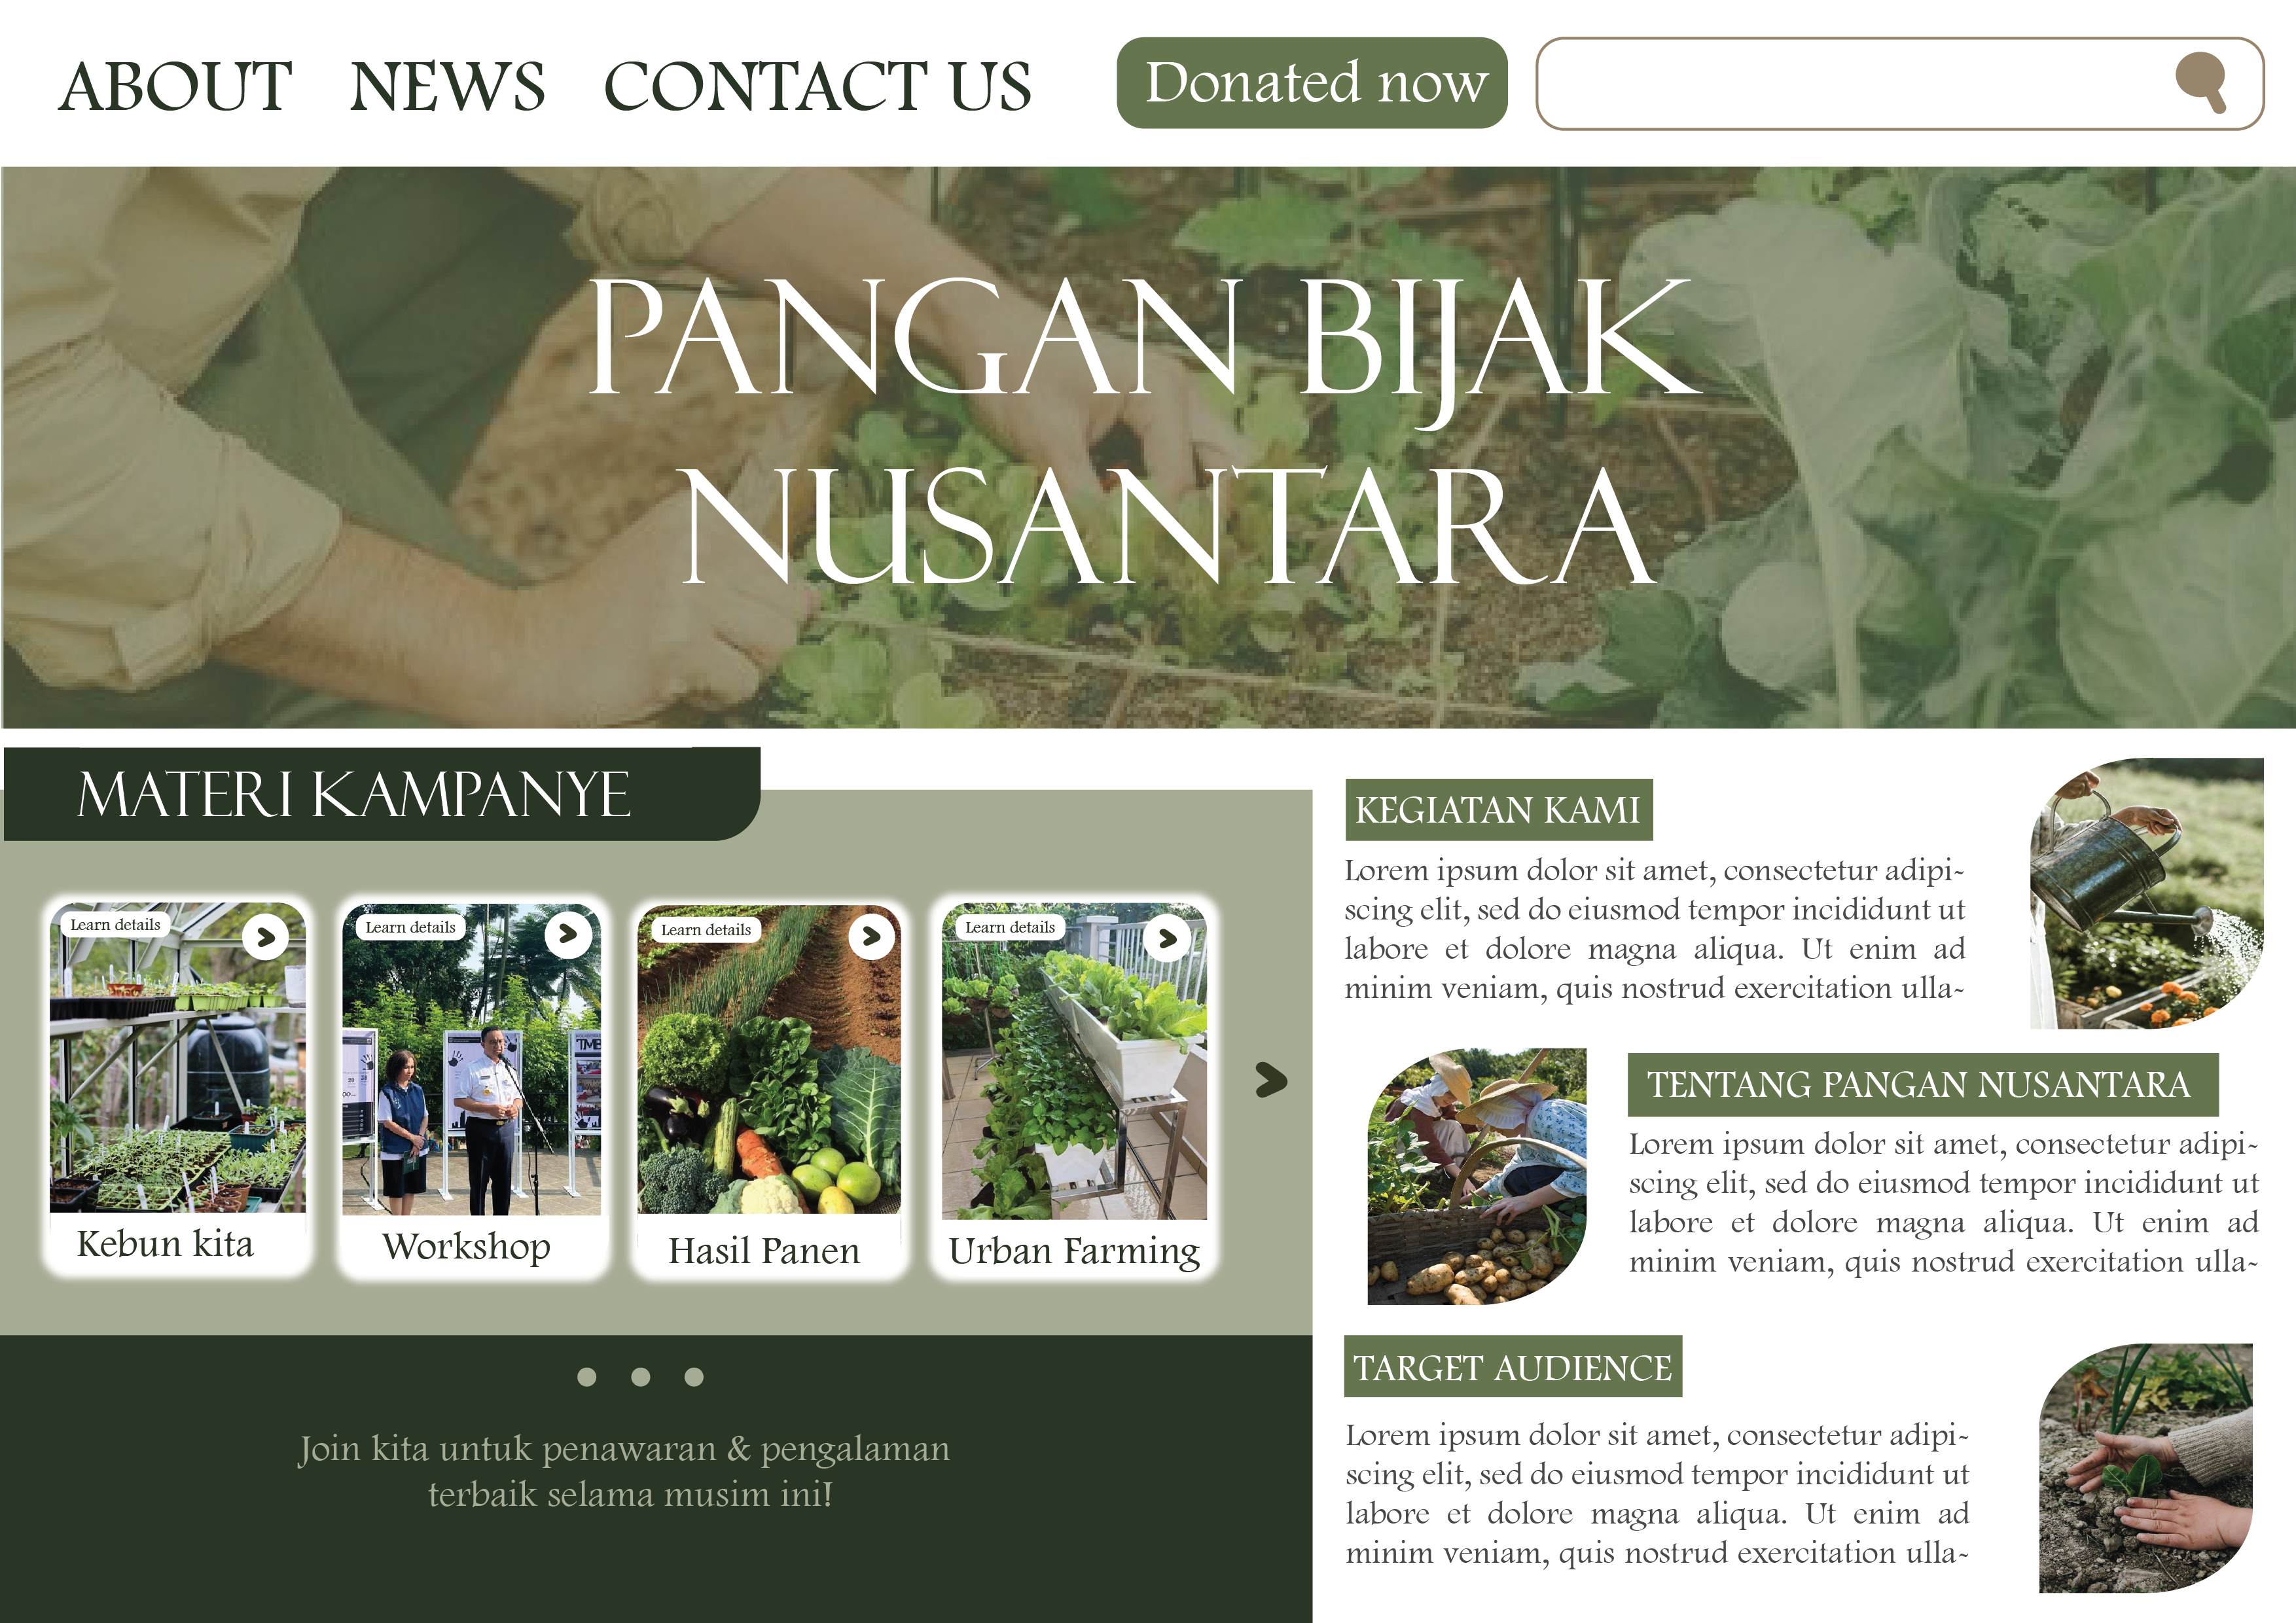 ABOUT NEWS CONTACT US Donated now
PANGAN BIJAK
NUSANTARA
MATERI KAMPANYE
Learn details
Kebun kita
Learn details
Workshop
Learn details
Hasil Panen
Learn details
Urban Farming
Join kita untuk penawaran & pengalaman
terbaik selama musim ini!
KEGIATAN KAMI
Lorem ipsum dolor sit amet, consectetur adipi-
scing elit, sed do eiusmod tempor incididunt ut
labore et dolore magna aliqua. Ut enim ad
minim veniam, quis nostrud exercitation ulla-
TENTANG PANGAN NUSANTARA
Lorem ipsum dolor sit amet, consectetur adipi-
scing elit, sed do eiusmod tempor incididunt ut
labore et dolore magna aliqua. Ut enim ad
minim veniam, quis nostrud exercitation ulla-
TARGET AUDIENCE
Lorem ipsum dolor sit amet, consectetur adipi-
scing elit, sed do eiusmod tempor incididunt ut
labore et dolore magna aliqua. Ut enim ad
minim veniam, quis nostrud exercitation ulla-